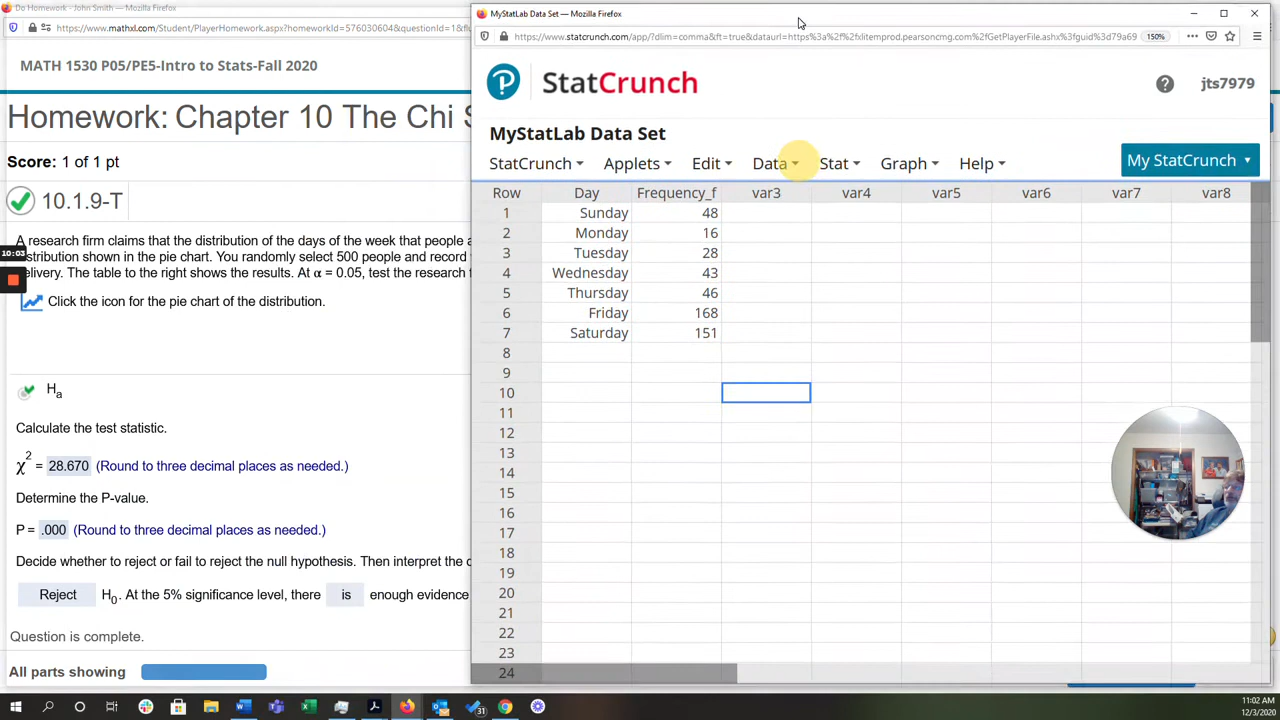 Do Homework - John Smith - Mozilla Firefox
https://www.mathxl.com/Student/PlayerHomework.aspx?homeworkId=576030604&questionId=1&flu
MATH 1530 P05/PE5-Intro to Stats-Fall 2020
Homework: Chapter 10 The Chi S
Score: 1 of 1 pt
10.1.9-T
A research firm claims that the distribution of the days of the week that people a
distribution shown in the pie chart. You randomly select 500 people and record
elivery. The table to the right shows the results. At α = 0.05, test the research f
10:03
Click the icon for the pie chart of the distribution.
Ha
Calculate the test statistic.
χ2 = 28.670 (Round to three decimal places as needed.)
Determine the P-value.
P = .000 (Round to three decimal places as needed.)
Decide whether to reject or fail to reject the null hypothesis. Then interpret the c
Reject H0. At the 5% significance level, there is enough evidence
Question is complete.
All parts showing
MyStatLab Data Set — Mozilla Firefox
https://www.statcrunch.com/app/?dlim=comma&ft=true&dataurl=https%3a%2f%2fxlitemprod.pearsoncmg.com%2fGetPlayerFile.ashx%3fguid%3d79a69 150%
StatCrunch jts7979
MyStatLab Data Set
StatCrunch Applets Edit Data Stat Graph Help My StatCrunch
Row Day Frequency_f var3 var4 var5 var6 var7 var8
1 Sunday 48
2 Monday 16
3 Tuesday 28
4 Wednesday 43
5 Thursday 46
6 Friday 168
7 Saturday 151
8
9
10
11
12
13
14
15
16
17
18
19
20
21
22
23
24
31
11:02 AM
12/3/2020